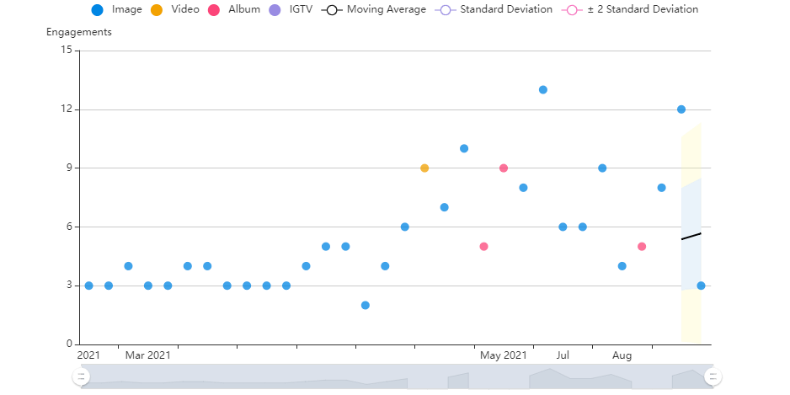 Image Video Album IGTV Moving Average Standard Deviation ± 2 Standard Deviation
Engagements
15
12
9
6
3
0
2021 Mar 2021 May 2021 Jul Aug